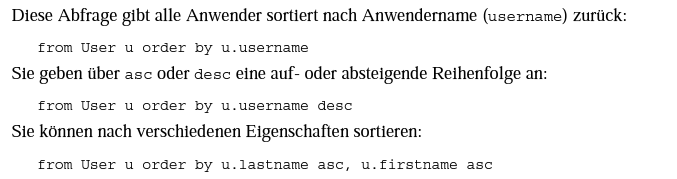 Diese Abfrage gibt alle Anwender sortiert nach Anwendername (username) zurück:
from User u order by u.username
Sie geben über asc oder desc eine auf- oder absteigende Reihenfolge an:
from User u order by u.username desc
Sie können nach verschiedenen Eigenschaften sortieren:
from User u order by u.lastname asc, u.firstname asc